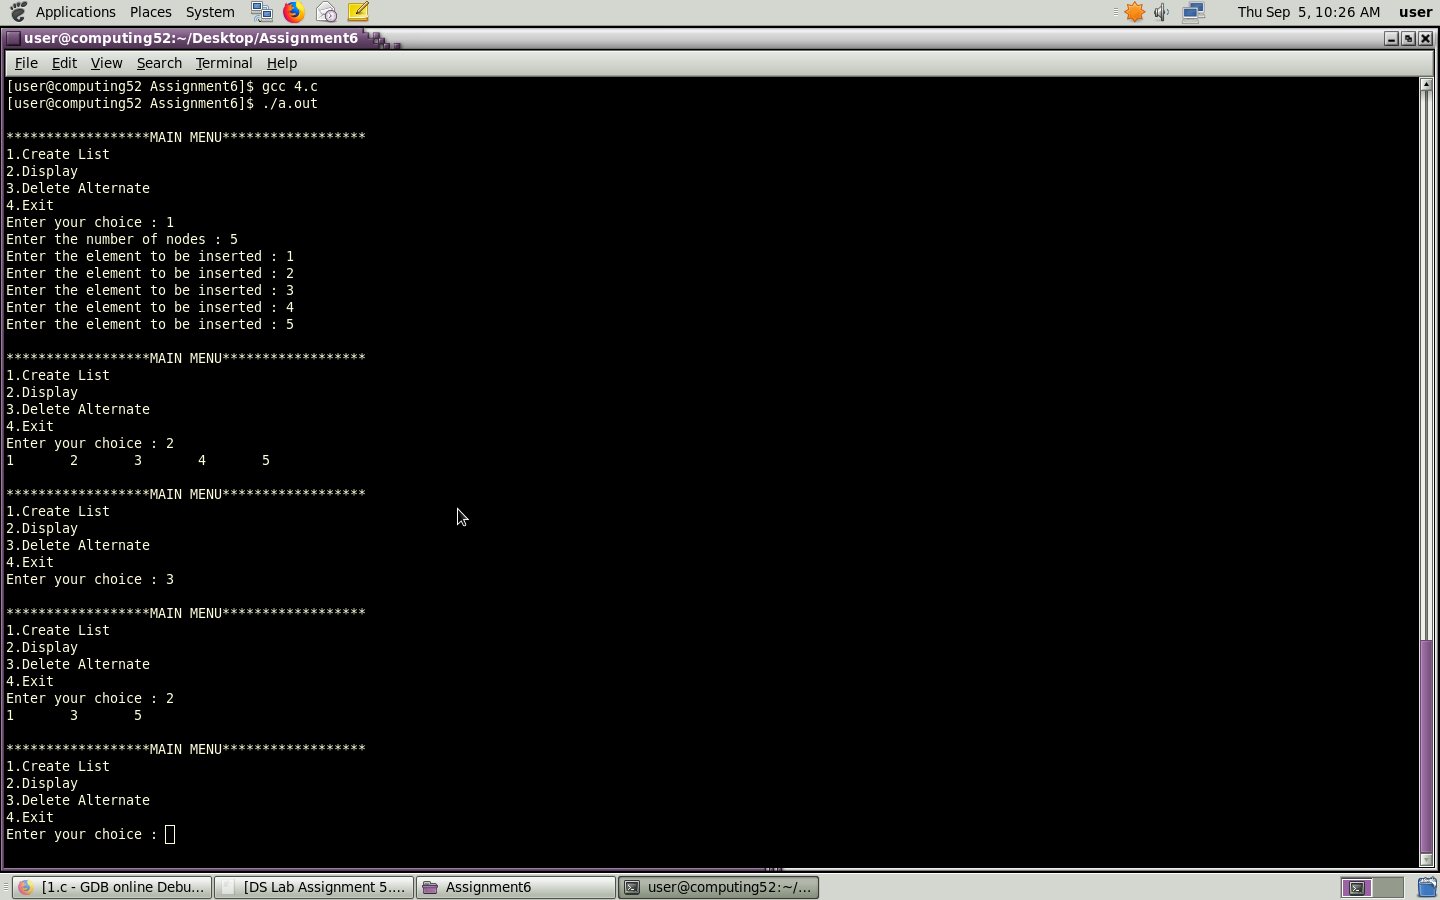 Applications Places System Thu Sep 5, 10:26 AM user
user@computing52:~/Desktop/Assignment6
File Edit View Search Terminal Help
[user@computing52 Assignment6]$ gcc 4.c
[user@computing52 Assignment6]$ ./a.out
******************MAIN MENU******************
1.Create List
2.Display
3.Delete Alternate
4.Exit
Enter your choice : 1
Enter the number of nodes : 5
Enter the element to be inserted : 1
Enter the element to be inserted : 2
Enter the element to be inserted : 3
Enter the element to be inserted : 4
Enter the element to be inserted : 5
******************MAIN MENU******************
1.Create List
2.Display
3.Delete Alternate
4.Exit
Enter your choice : 2
1 2 3 4 5
******************MAIN MENU******************
1.Create List
2.Display
3.Delete Alternate
4.Exit
Enter your choice : 3
******************MAIN MENU******************
1.Create List
2.Display
3.Delete Alternate
4.Exit
Enter your choice : 2
1 3 5
******************MAIN MENU******************
1.Create List
2.Display
3.Delete Alternate
4.Exit
Enter your choice :
[1.c - GDB online Debu... [DS Lab Assignment 5.... Assignment6 user@computing52:~/...